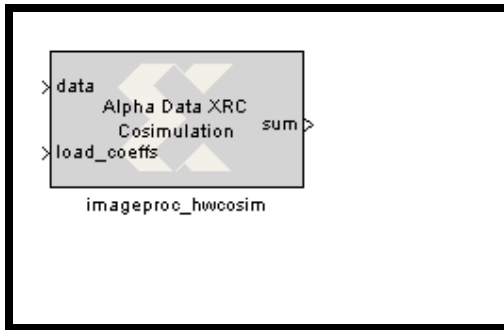 data
Alpha Data XRC
Cosimulation
sum
load_coeffs
imageproc_hwcosim